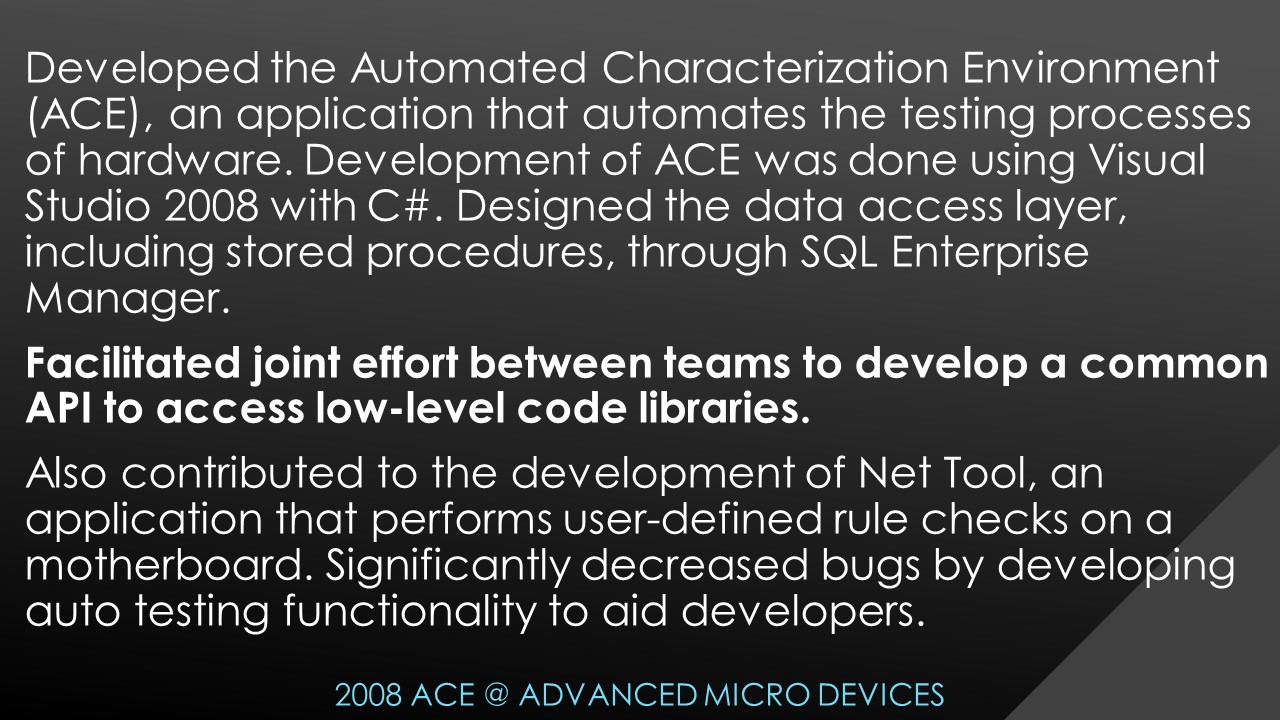 Developed the Automated Characterization Environment
(ACE), an application that automates the testing processes
of hardware. Development of ACE was done using Visual
Studio 2008 with C#. Designed the data access layer,
including stored procedures, through SQL Enterprise
Manager.
Facilitated joint effort between teams to develop a common
API to access low-level code libraries.
Also contributed to the development of Net Tool, an
application that performs user-defined rule checks on a
motherboard. Significantly decreased bugs by developing
auto testing functionality to aid developers.
2008 ACE @ ADVANCED MICRO DEVICES